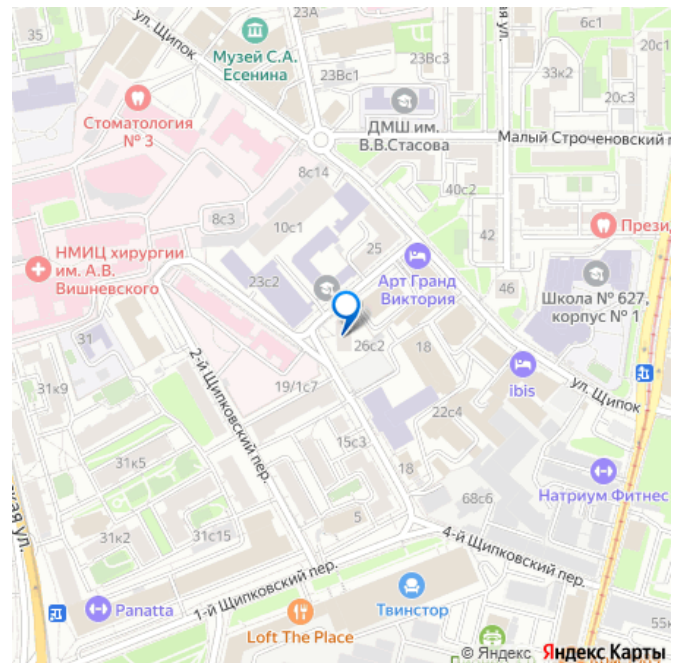 35
ул. Щипок
23А
Музей С.А.
Есенина
23Вс1
23Вс3
6с1
20с1
33к2
20с3
Стоматология
№ 3
ДМШ им.
В.В.Стасова
Малый Строченовский п
8с14
40с2
8с3
10с1
25
42
Прези
НМИЦ хирургии
им. А.В.
Вишневского
23с2
Арт Гранд
Виктория
46
Школа № 627,
корпус № 1
31
26с2
18
ibis
ул. Щипок
31к9
2-й Щипковский пер.
19/1с7
22с4
15с3
31к5
18
68с6
Натриум Фитнес
кая ул.
31к2
31с15
5
4-й Щипковский пер.
1-й Щипковский пер.
Panatta
Твинстор
Loft The Place
55к
© Яндекс Яндекс Карты